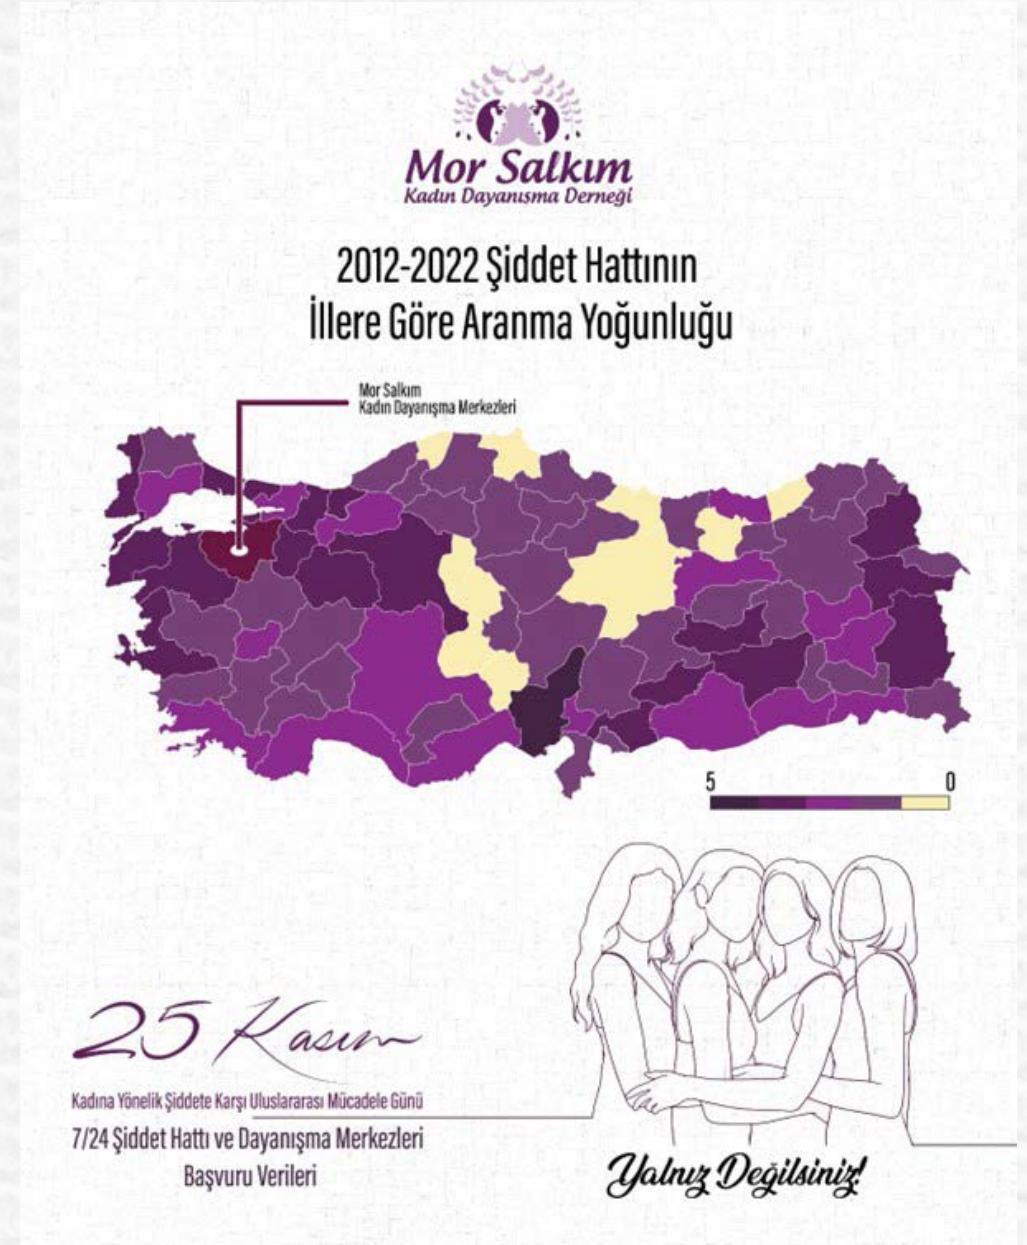 Mor Salkım
Kadın Dayanışma Derneği
2012-2022 Şiddet Hattının
İllere Göre Aranma Yoğunluğu
Mor Salkım
Kadın Dayanışma Merkezleri
5 0
25 Kasım
Kadına Yönelik Şiddete Karşı Uluslararası Mücadele Günü
7/24 Şiddet Hattı ve Dayanışma Merkezleri
Başvuru Verileri
Yalnız Değilsiniz!